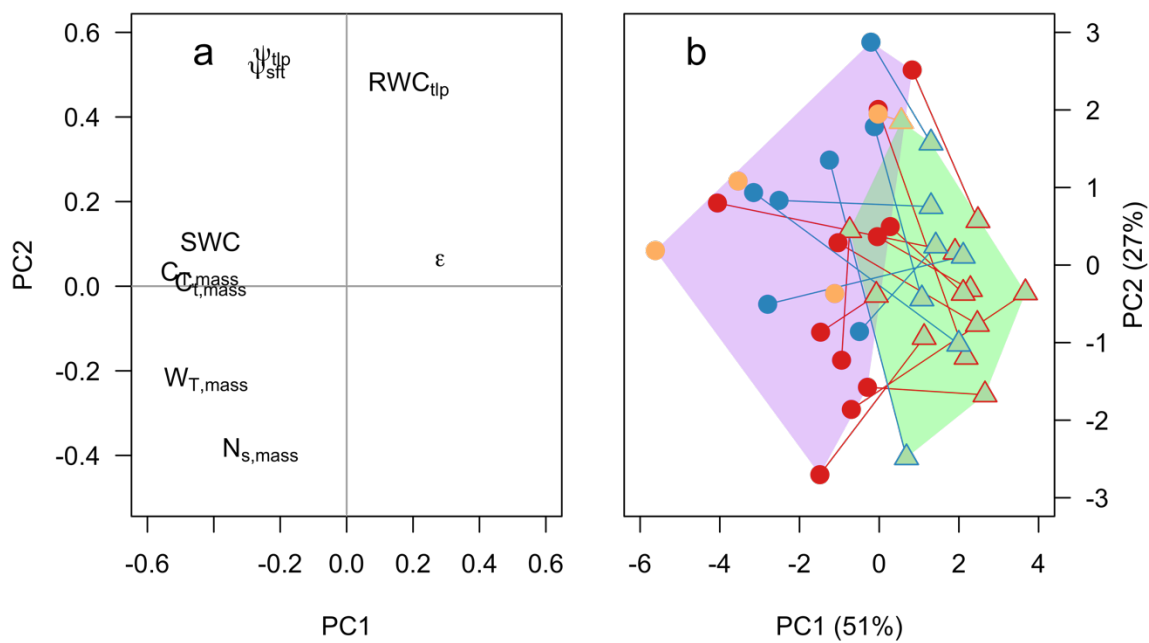 a
b
0.6
0.4
0.2
0.0
-0.2
-0.4
PC2
ψtlp
ψsft
RWCtlp
SWC
CT,mass
Ct,mass
ε
WT,mass
Ns,mass
3
2
1
0
-1
-2
-3
PC2 (27%)
-0.6 -0.2 0.0 0.2 0.4 0.6
-6 -4 -2 0 2 4
PC1
PC1 (51%)